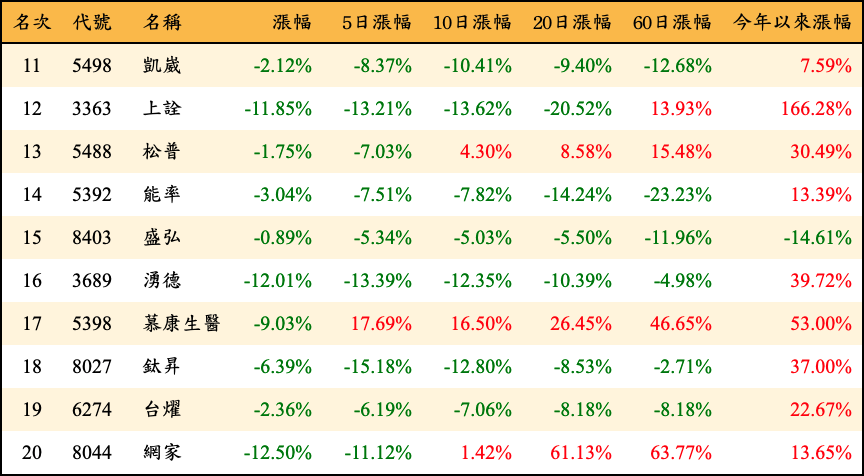 名次 代號 名稱 漲幅 5日漲幅 10日漲幅 20日漲幅 60日漲幅 今年以來漲幅
11 5498 凱崴 -2.12% -8.37% -10.41% -9.40% -12.68% 7.59%
12 3363 上詮 -11.85% -13.21% -13.62% -20.52% 13.93% 166.28%
13 5488 松普 -1.75% -7.03% 4.30% 8.58% 15.48% 30.49%
14 5392 能率 -3.04% -7.51% -7.82% -14.24% -23.23% 13.39%
15 8403 盛弘 -0.89% -5.34% -5.03% -5.50% -11.96% -14.61%
16 3689 湧德 -12.01% -13.39% -12.35% -10.39% -4.98% 39.72%
17 5398 慕康生醫 -9.03% 17.69% 16.50% 26.45% 46.65% 53.00%
18 8027 鈦昇 -6.39% -15.18% -12.80% -8.53% -2.71% 37.00%
19 6274 台燿 -2.36% -6.19% -7.06% -8.18% -8.18% 22.67%
20 8044 網家 -12.50% -11.12% 1.42% 61.13% 63.77% 13.65%